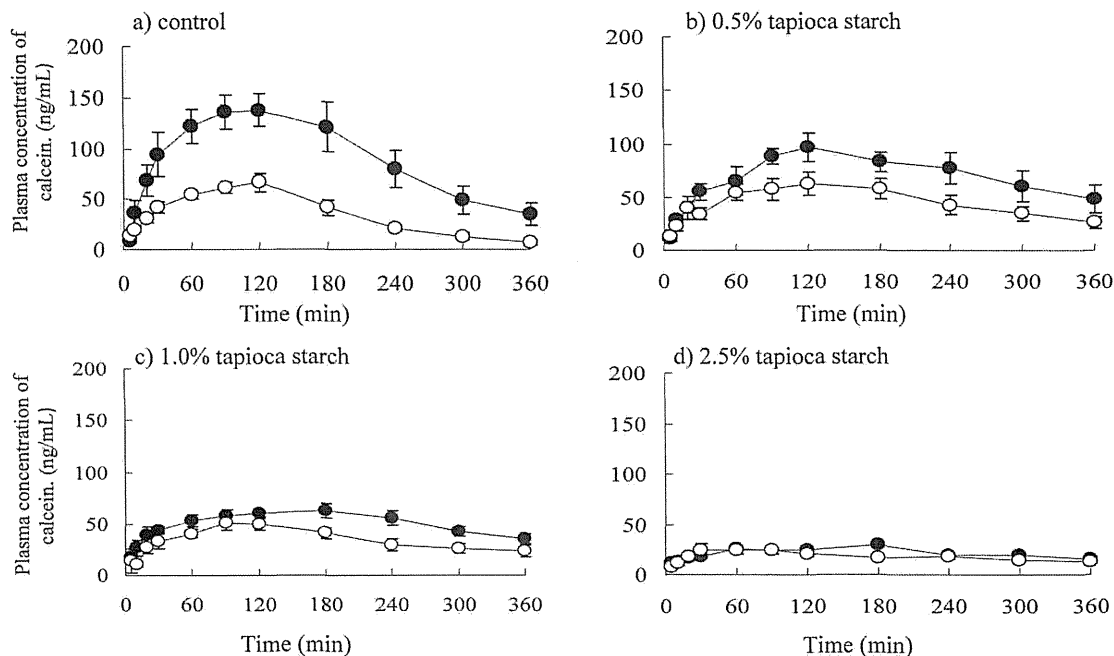 a) control
Plasma concentration of
calcein. (ng/mL)
200
150
100
50
0
0 60 120 180 240 300 360
Time (min)
b) 0.5% tapioca starch
200
150
100
50
0
0 60 120 180 240 300 360
Time (min)
c) 1.0% tapioca starch
Plasma concentration of
calcein. (ng/mL)
200
150
100
50
0
0 60 120 180 240 300 360
Time (min)
d) 2.5% tapioca starch
200
150
100
50
0
0 60 120 180 240 300 360
Time (min)